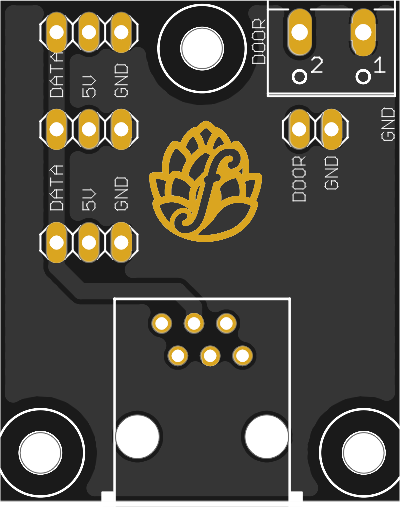 DOOR
2 1
DATA 5V GND
GND
DATA 5V GND
DOOR GND